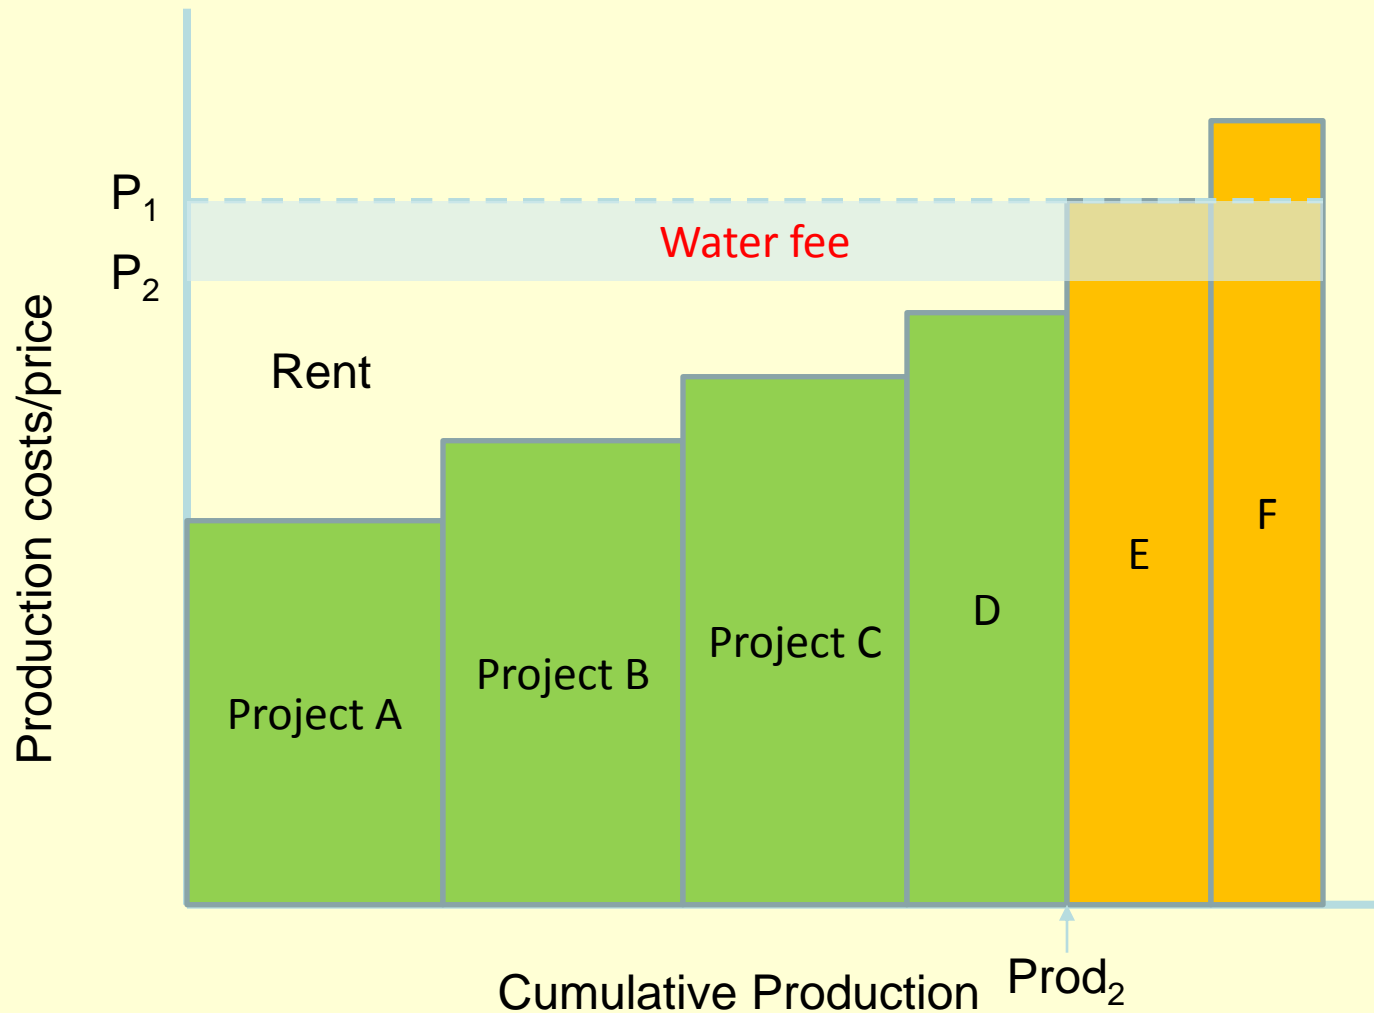 P₁
Water fee
P₂
Production costs/price
Rent
F
E
D
Project C
Project B
Project A
Cumulative Production
Prod₂